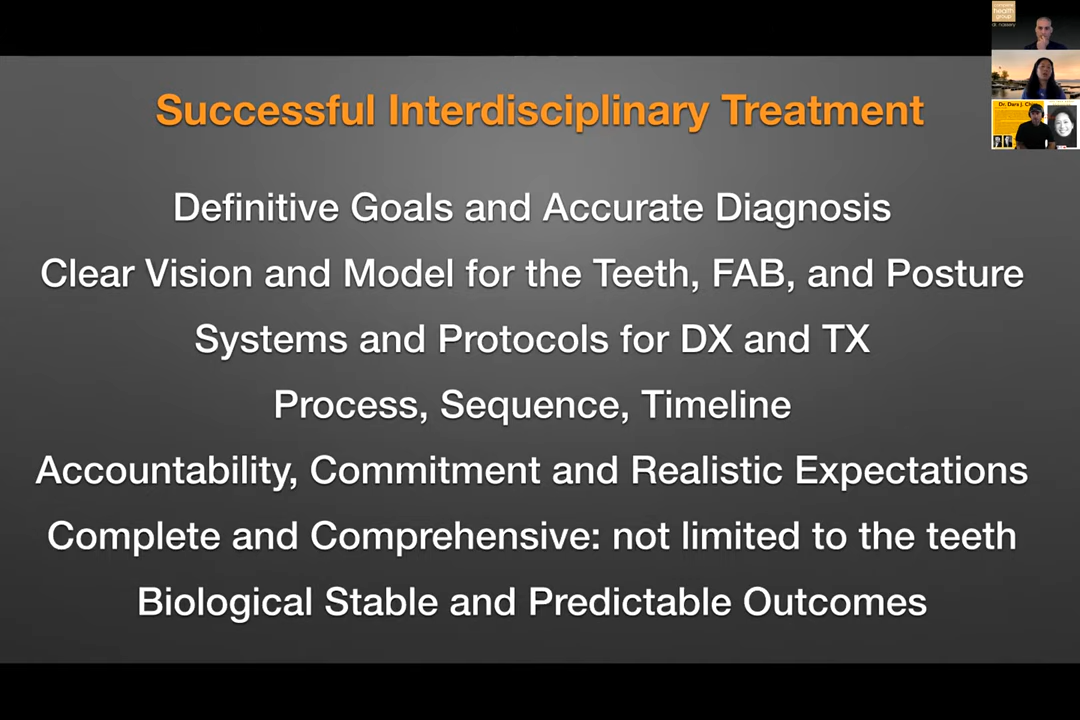 Successful Interdisciplinary Treatment
Definitive Goals and Accurate Diagnosis
Clear Vision and Model for the Teeth, FAB, and Posture
Systems and Protocols for DX and TX
Process, Sequence, Timeline
Accountability, Commitment and Realistic Expectations
Complete and Comprehensive: not limited to the teeth
Biological Stable and Predictable Outcomes
health
group